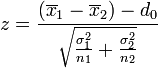 z = \frac{(\overline{x}_1 - \overline{x}_2) - d_0}{\sqrt{\frac{\sigma_1^2}{n_1} + \frac{\sigma_2^2}{n_2}}}